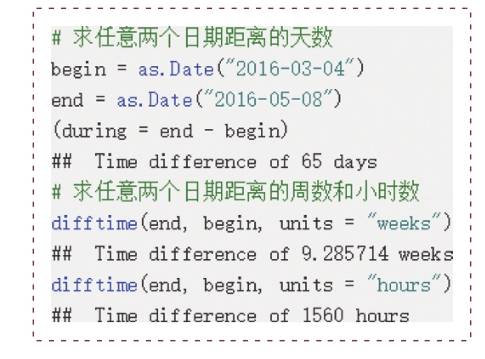 # 求任意两个日期距离的天数
begin = as.Date("2016-03-04")
end = as.Date("2016-05-08")
(during = end - begin)
##  Time difference of 65 days
# 求任意两个日期距离的周数和小时数
difftime(end, begin, units = "weeks")
##  Time difference of 9.285714 weeks
difftime(end, begin, units = "hours")
##  Time difference of 1560 hours